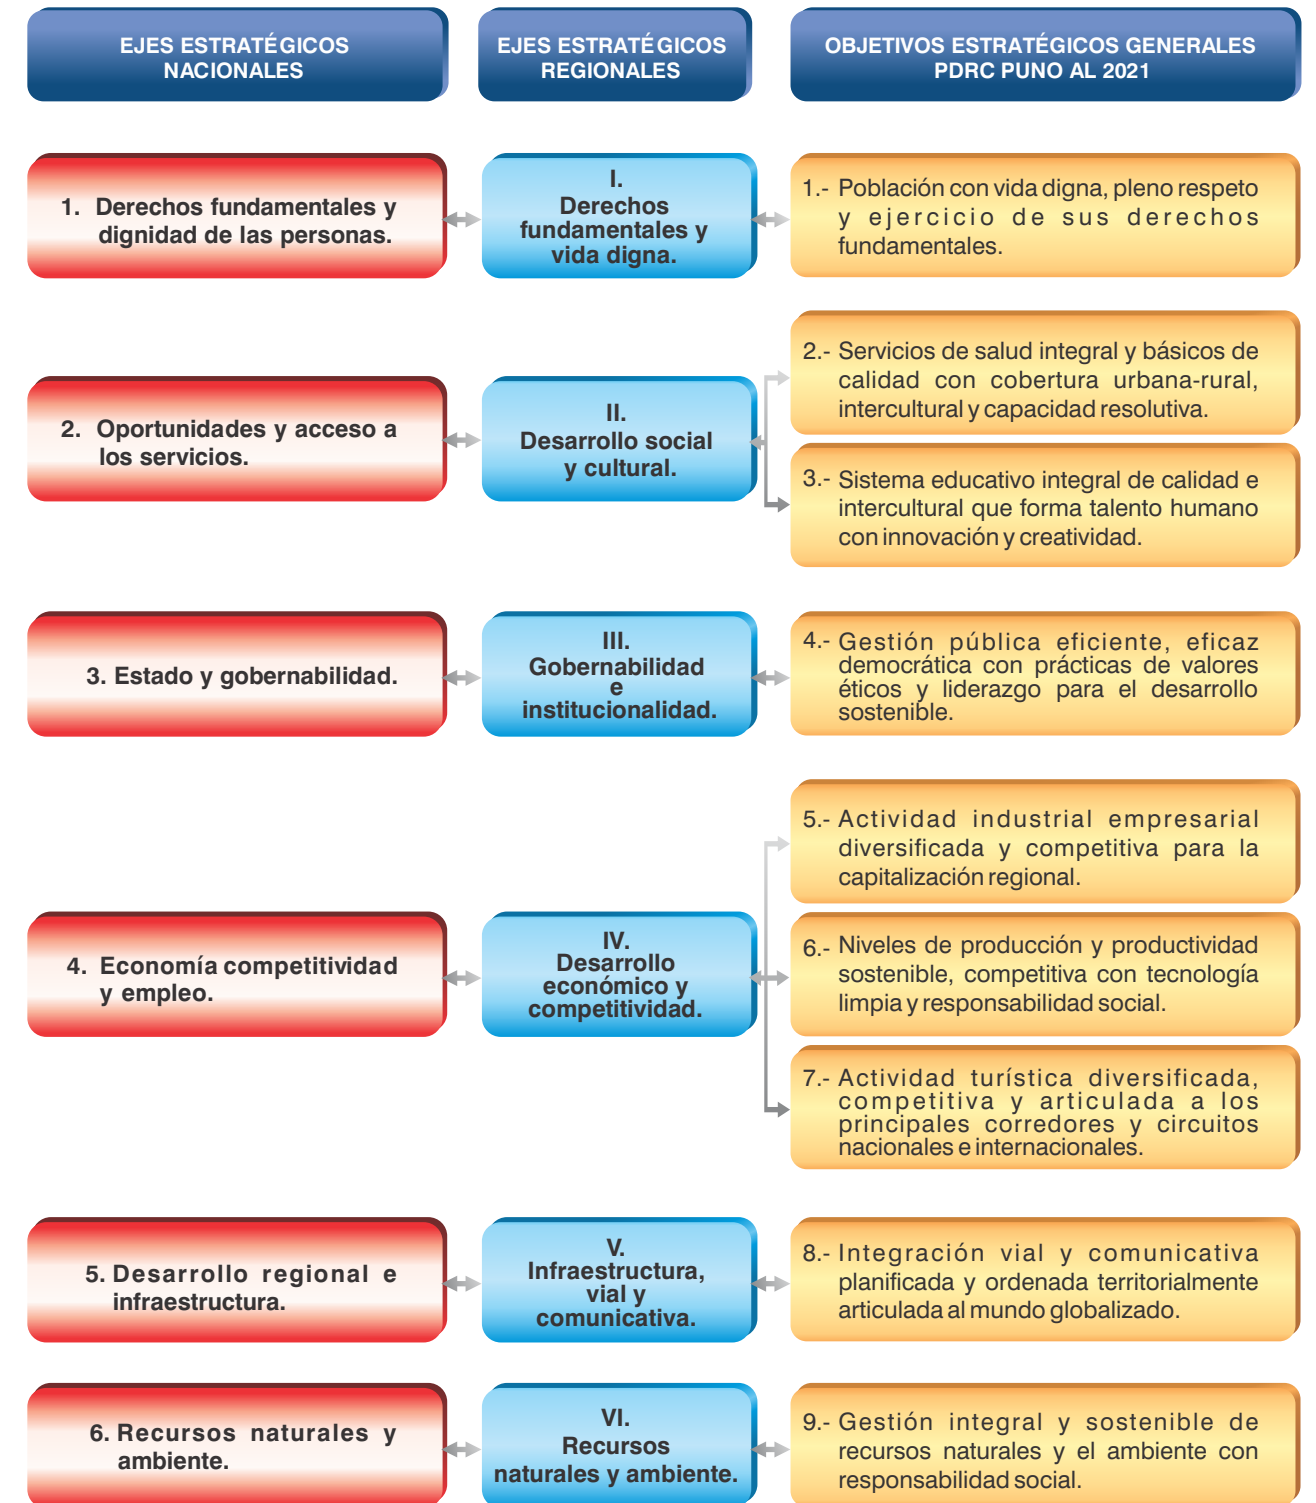 EJES ESTRATÉGICOS
NACIONALES
EJES ESTRATÉGICOS
REGIONALES
OBJETIVOS ESTRATÉGICOS GENERALES
PDRC PUNO AL 2021
1. Derechos fundamentales y
dignidad de las personas.
I.
Derechos
fundamentales y
vida digna.
1.- Población con vida digna, pleno respeto
y ejercicio de sus derechos
fundamentales.
2. Oportunidades y acceso a
los servicios.
II.
Desarrollo social
y cultural.
2.- Servicios de salud integral y básicos de
calidad con cobertura urbana-rural,
intercultural y capacidad resolutiva.
3.- Sistema educativo integral de calidad e
intercultural que forma talento humano
con innovación y creatividad.
3. Estado y gobernabilidad.
III.
Gobernabilidad
e
institucionalidad.
4.- Gestión pública eficiente, eficaz
democrática con prácticas de valores
éticos y liderazgo para el desarrollo
sostenible.
4. Economía competitividad
y empleo.
IV.
Desarrollo
económico y
competitividad.
5.- Actividad industrial empresarial
diversificada y competitiva para la
capitalización regional.
6.- Niveles de producción y productividad
sostenible, competitiva con tecnología
limpia y responsabilidad social.
7.- Actividad turística diversificada,
competitiva y articulada a los
principales corredores y circuitos
nacionales e internacionales.
5. Desarrollo regional e
infraestructura.
V.
Infraestructura,
vial y
comunicativa.
8.- Integración vial y comunicativa
planificada y ordenada territorialmente
articulada al mundo globalizado.
6. Recursos naturales y
ambiente.
VI.
Recursos
naturales y ambiente.
9.- Gestión integral y sostenible de
recursos naturales y el ambiente con
responsabilidad social.